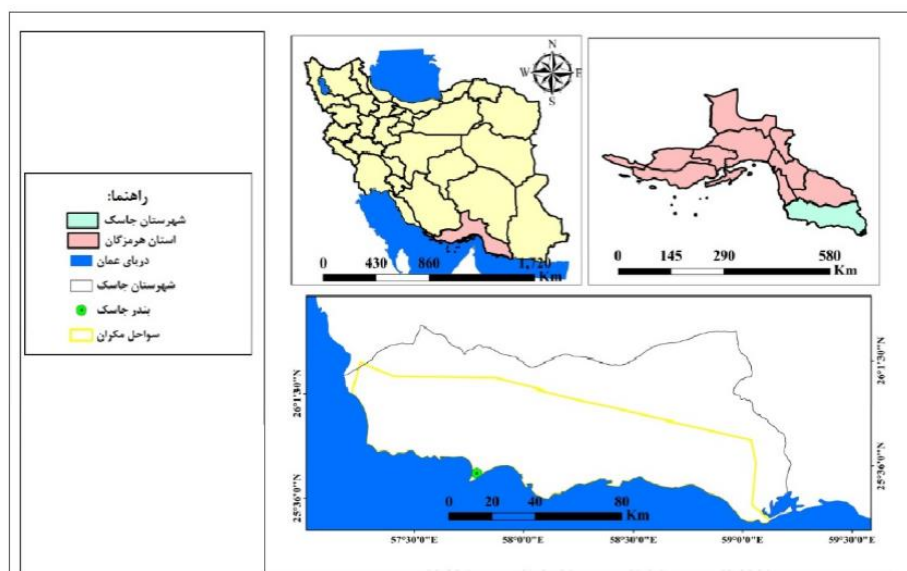 راهنما:
شهرستان جاسک
استان هرمزگان
دریای عمان
شهرستان جاسک
بندر جاسک
سواحل مکران
N
W E
S
0 430 860 1,720
Km
0 145 290 580
Km
26°1'30"N
25°36'0"N
26°1'30"N
25°36'0"N
0 20 40 80
Km
57°30'0"E 58°0'0"E 58°30'0"E 59°0'0"E 59°30'0"E